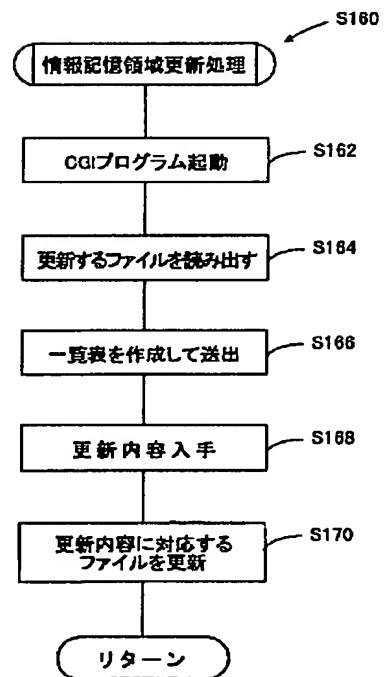 S160
情報記憶領域更新処理
CGIプログラム起動
S162
更新するファイルを読み出す
S164
一覧表を作成して送出
S166
更新内容入手
S168
更新内容に対応する
ファイルを更新
S170
リターン